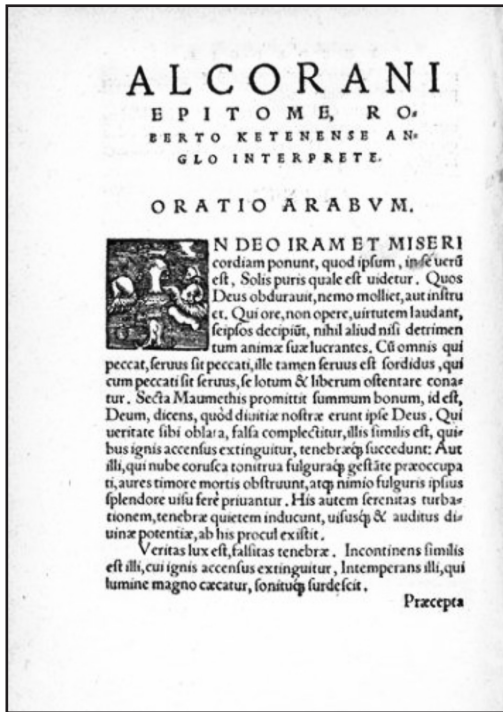 ALCORANI
EPITOME, RO⸗
BERTO KETENENSE AN⸗
GLO INTERPRETE.
ORATIO ARABVM.
IN DEO IRAM ET MISERI
cordiam ponunt, quod ipsum, in se uerũ
est, Solis puris quale est uidetur. Quos
Deus obdurauit, nemo molliet, aut instru
et. Qui ore, non opere, uirtutem laudant,
seipsos decipiũt, nihil aliud nisi detrimen
tum animæ suæ lucrantes. Cũ omnis qui
peccat, seruus sit peccati, ille tamen seruus est sordidus, qui
cum peccati sit seruus, se lotum & liberum ostentare cona⸗
tur. Secta Maumethis promittit summum bonum, id est,
Deum, dicens, quòd diuitiæ nostræ erunt ipse Deus. Qui
ueritate sibi oblata, falsa complectitur, illis similis est, qui⸗
bus ignis accensus extinguitur, tenebræq́; succedunt: Aut
illi, qui nube corusca tonitrua fulguraq́; gestãte præoccupa
ti, aures timore mortis obstruunt, atq́; nimio fulguris ipsius
splendore uisu ferè priuantur. His autem serenitas turba⸗
tionem, tenebræ quietem inducunt, uisusq́; & auditus di⸗
uinæ potentiæ, ab his procul existit.
Veritas lux est, falsitas tenebræ. Incontinens similis
est illi, cui ignis accensus extinguitur, Intemperans illi, qui
lumine magno cæcatur, sonituq́; surdescit.
Præcepta